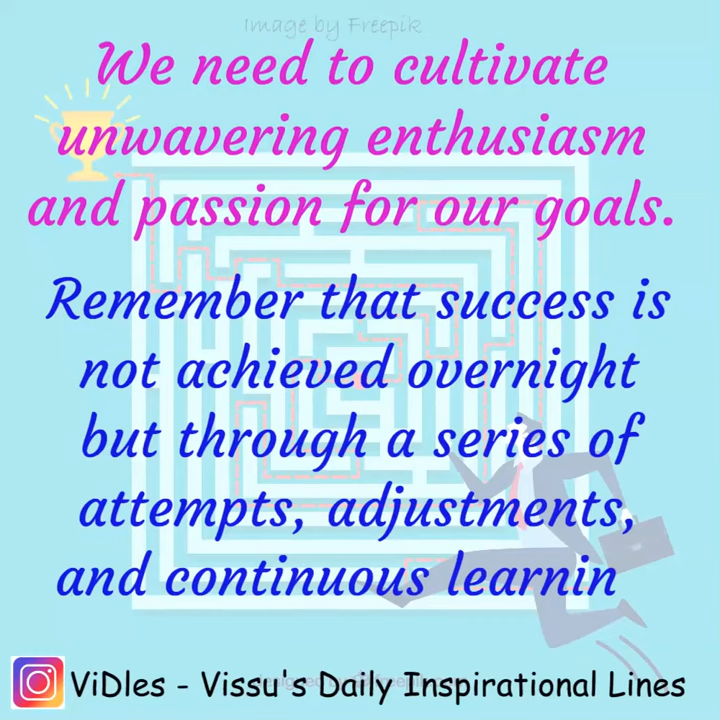 Image by Freepik
We need to cultivate
unwavering enthusiasm
and passion for our goals.
Remember that success is
not achieved overnight
but through a series of
attempts, adjustments,
and continuous learnin
ViDles - Vissu's Daily Inspirational Lines